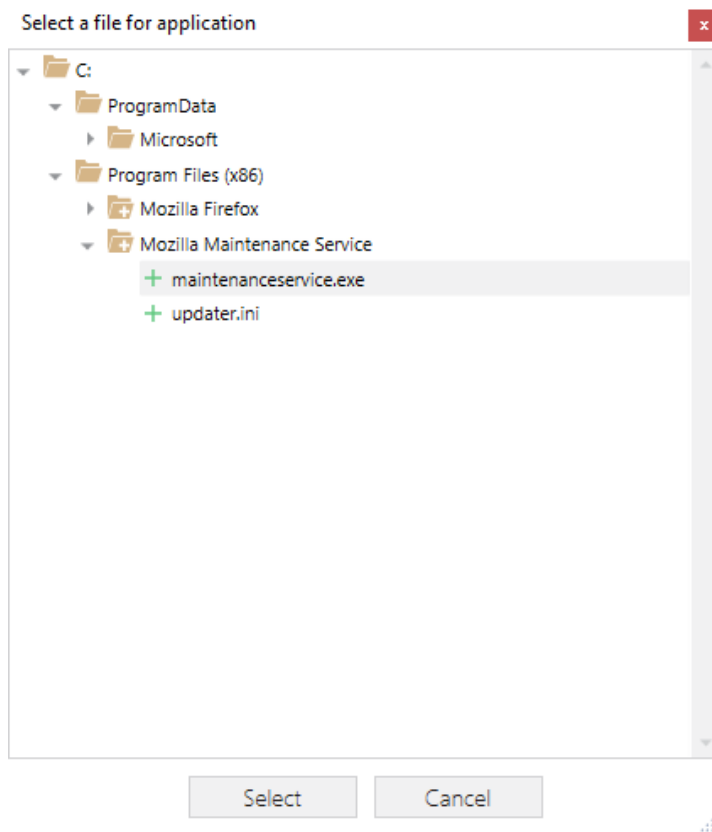 Select a file for application
x
C:
ProgramData
Microsoft
Program Files (x86)
Mozilla Firefox
Mozilla Maintenance Service
maintenanceservice.exe
updater.ini
Select
Cancel